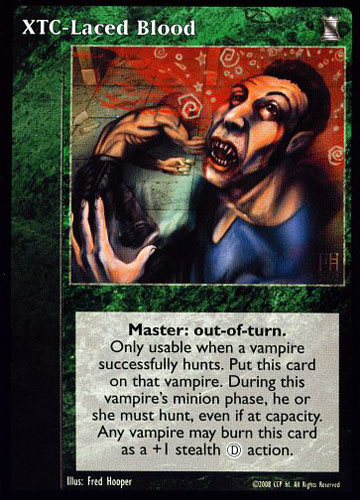 XTC-Laced Blood
Master: out-of-turn.
Only usable when a vampire
successfully hunts. Put this card
on that vampire. During this
vampire's minion phase, he or
she must hunt, even if at capacity.
Any vampire may burn this card
as a +1 stealth Ⓓ action.
Illus: Fred Hooper
©2008 CCP hf. All Rights Reserved